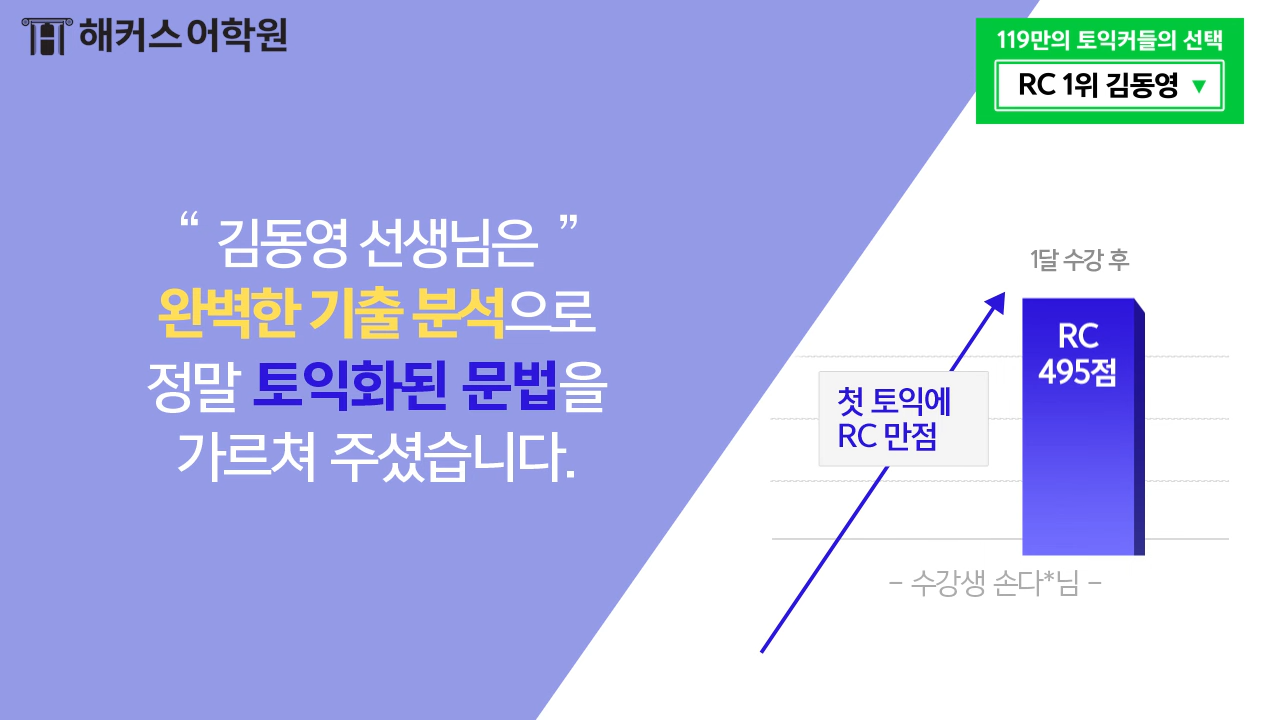 해커스어학원
119만의 토익커들의 선택
RC 1위 김동영 ▼
“ 김동영 선생님은 ”
완벽한 기출 분석으로
정말 토익화된 문법을
가르쳐 주셨습니다.
1달 수강 후
RC
495점
첫 토익에
RC 만점
- 수강생 손다*님 -